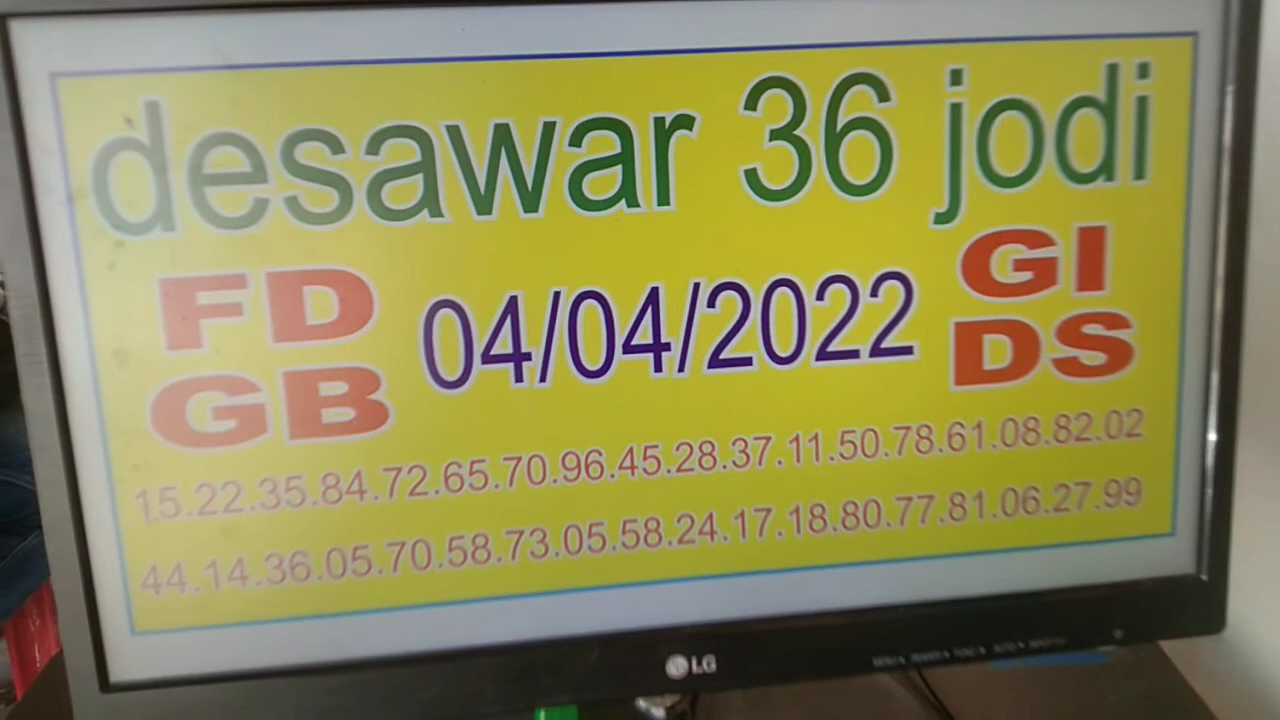 desawar 36 jodi
FD
GB
04/04/2022
GI
DS
15.22.35.84.72.65.70.96.45.28.37.11.50.78.61.08.82.02
44.14.36.05.70.58.73.05.58.24.17.18.80.77.81.06.27.99
LG